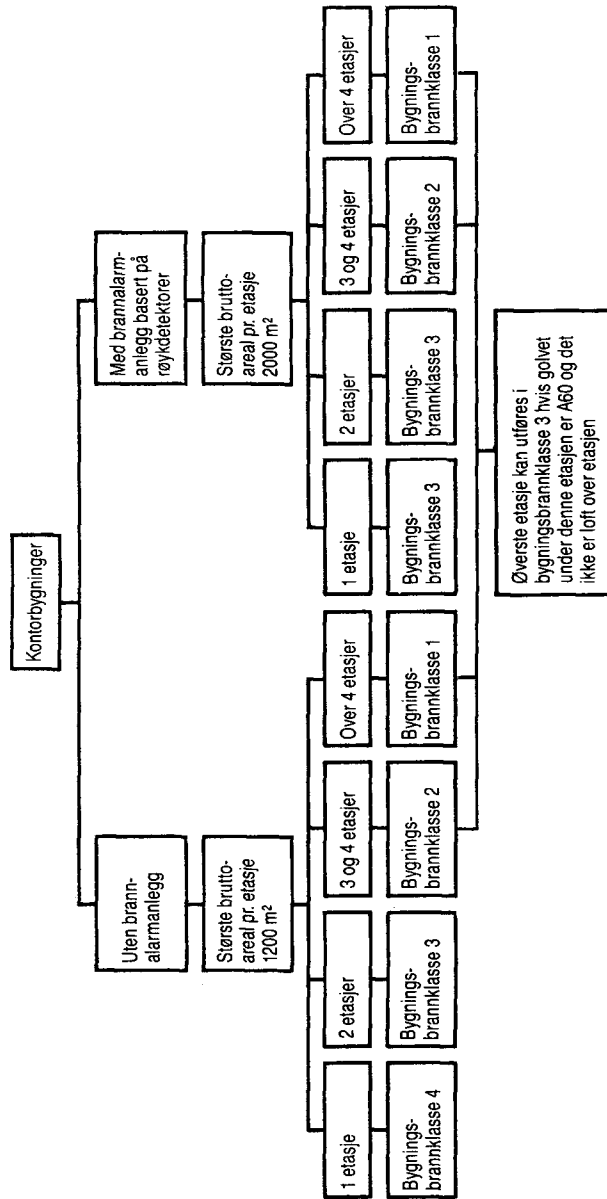 Kontorbygninger
Uten brann-
alarmanlegg
Største brutto-
areal pr. etasje
1200 m²
1 etasje
Bygnings-
brannklasse 4
2 etasjer
Bygnings-
brannklasse 3
3 og 4 etasjer
Bygnings-
brannklasse 2
Over 4 etasjer
Bygnings-
brannklasse 1
Med brannalarm-
anlegg basert på
røykdetektorer
Største brutto-
areal pr. etasje
2000 m²
1 etasje
Bygnings-
brannklasse 3
2 etasjer
Bygnings-
brannklasse 3
3 og 4 etasjer
Bygnings-
brannklasse 2
Over 4 etasjer
Bygnings-
brannklasse 1
Øverste etasje kan utføres i
bygningsbrannklasse 3 hvis golvet
under denne etasjen er A60 og det
ikke er loft over etasjen